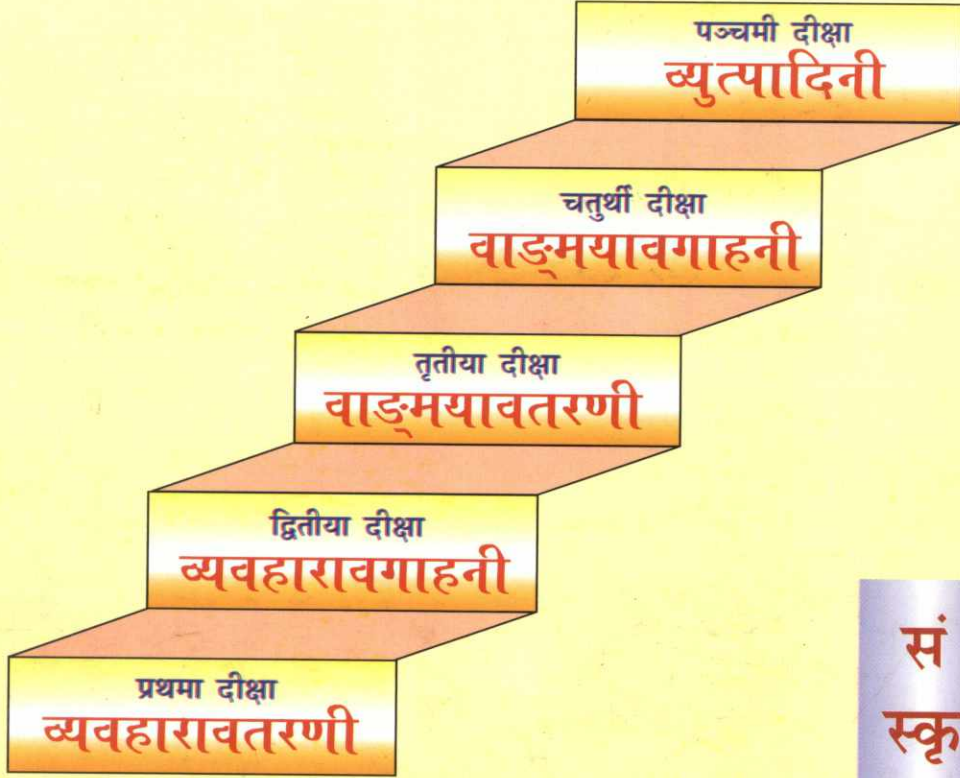 पञ्चमी दीक्षा
व्युत्पादिनी
चतुर्थी दीक्षा
वाङ्मयावगाहनी
तृतीया दीक्षा
वाङ्मयावतरणी
द्वितीया दीक्षा
व्यवहारावगाहनी
प्रथमा दीक्षा
व्यवहारावतरणी
सं
स्कृ